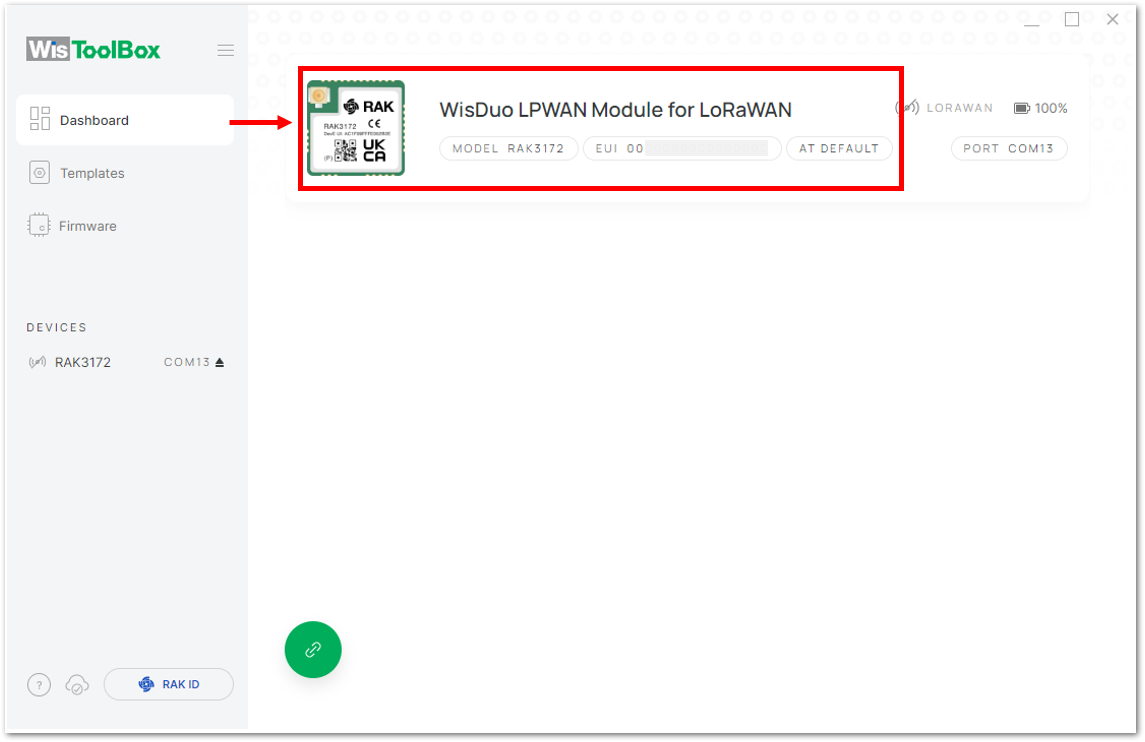 WisToolBox
Dashboard
Templates
Firmware
DEVICES
RAK3172 COM13
?
RAK ID
RAK
RAK3172 CE
(P) UK
CA
WisDuo LPWAN Module for LoRaWAN
MODEL RAK3172 EUI 00 AT DEFAULT
LORAWAN 100%
PORT COM13